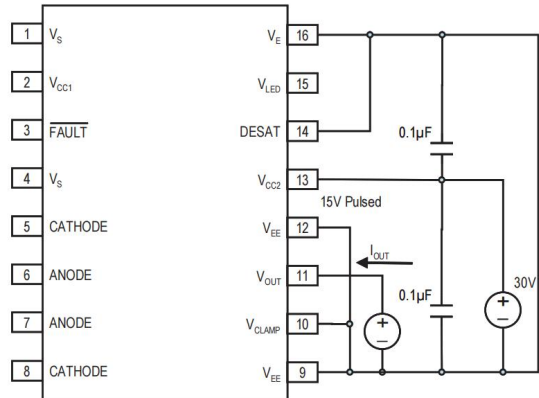 1 VS VE 16
2 VCC1 VLED 15
3 FAULT DESAT 14
0.1µF
4 VS VCC2 13
15V Pulsed
5 CATHODE VEE 12
IOUT
6 ANODE VOUT 11
0.1µF
30V
7 ANODE VCLAMP 10
8 CATHODE VEE 9